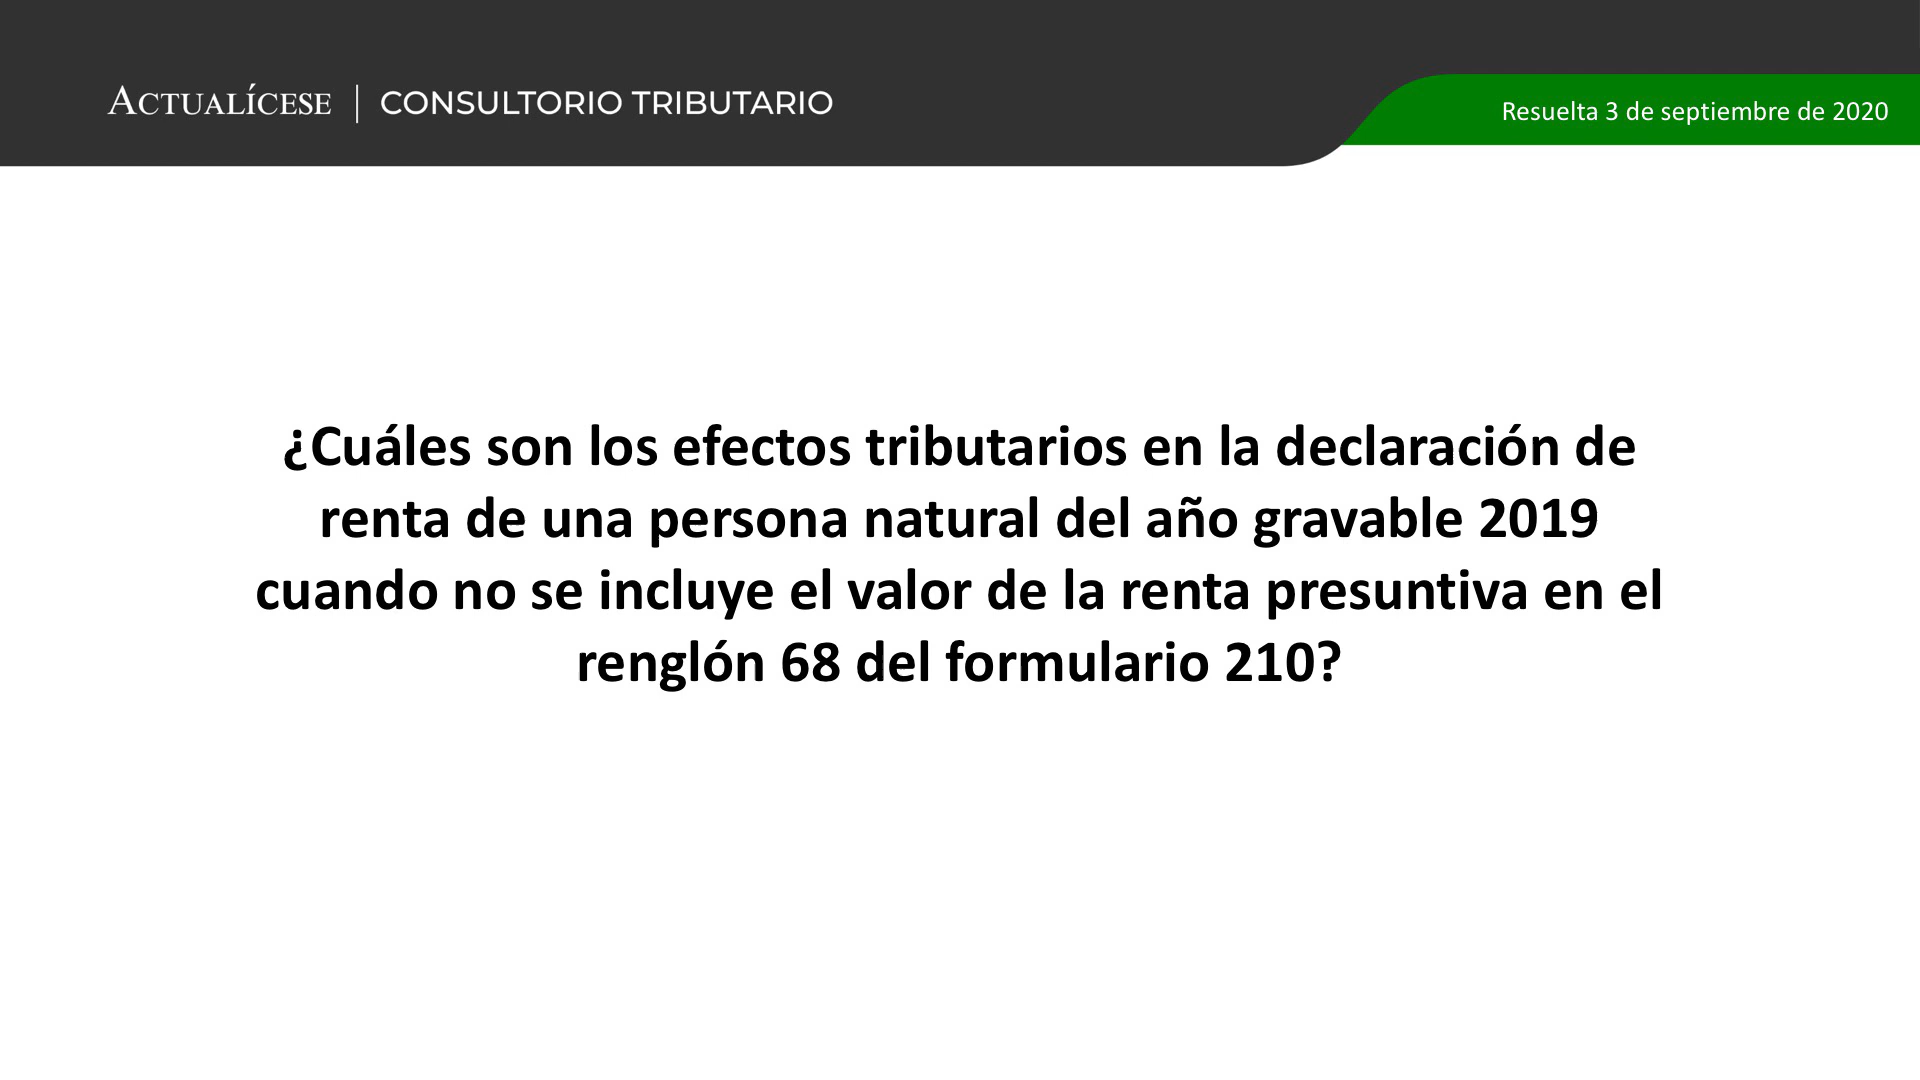 ACTUALÍCESE | CONSULTORIO TRIBUTARIO
Resuelta 3 de septiembre de 2020
¿Cuáles son los efectos tributarios en la declaración de
renta de una persona natural del año gravable 2019
cuando no se incluye el valor de la renta presuntiva en el
renglón 68 del formulario 210?